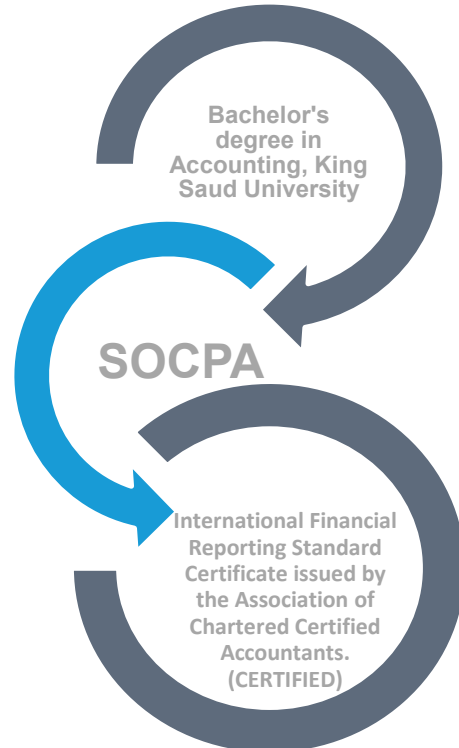 Bachelor's
degree in
Accounting, King
Saud University
SOCPA
International Financial
Reporting Standard
Certificate issued by
the Association of
Chartered Certified
Accountants.
(CERTIFIED)